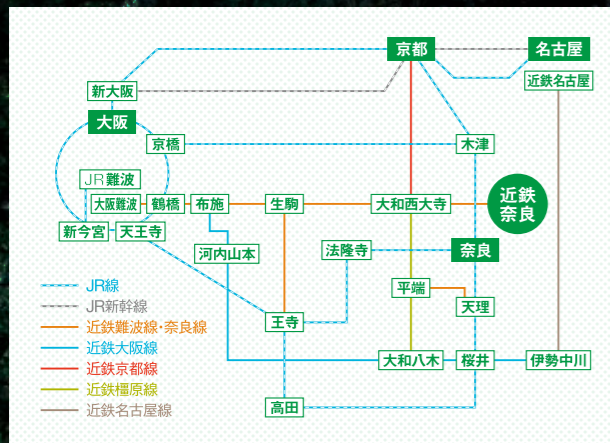 京都
名古屋
近鉄名古屋
新大阪
大阪
京橋
木津
JR難波
大阪難波
鶴橋
布施
生駒
大和西大寺
近鉄
奈良
新今宮
天王寺
河内山本
法隆寺
奈良
平端
天理
王寺
大和八木
桜井
伊勢中川
高田
JR線
JR新幹線
近鉄難波線・奈良線
近鉄大阪線
近鉄京都線
近鉄橿原線
近鉄名古屋線